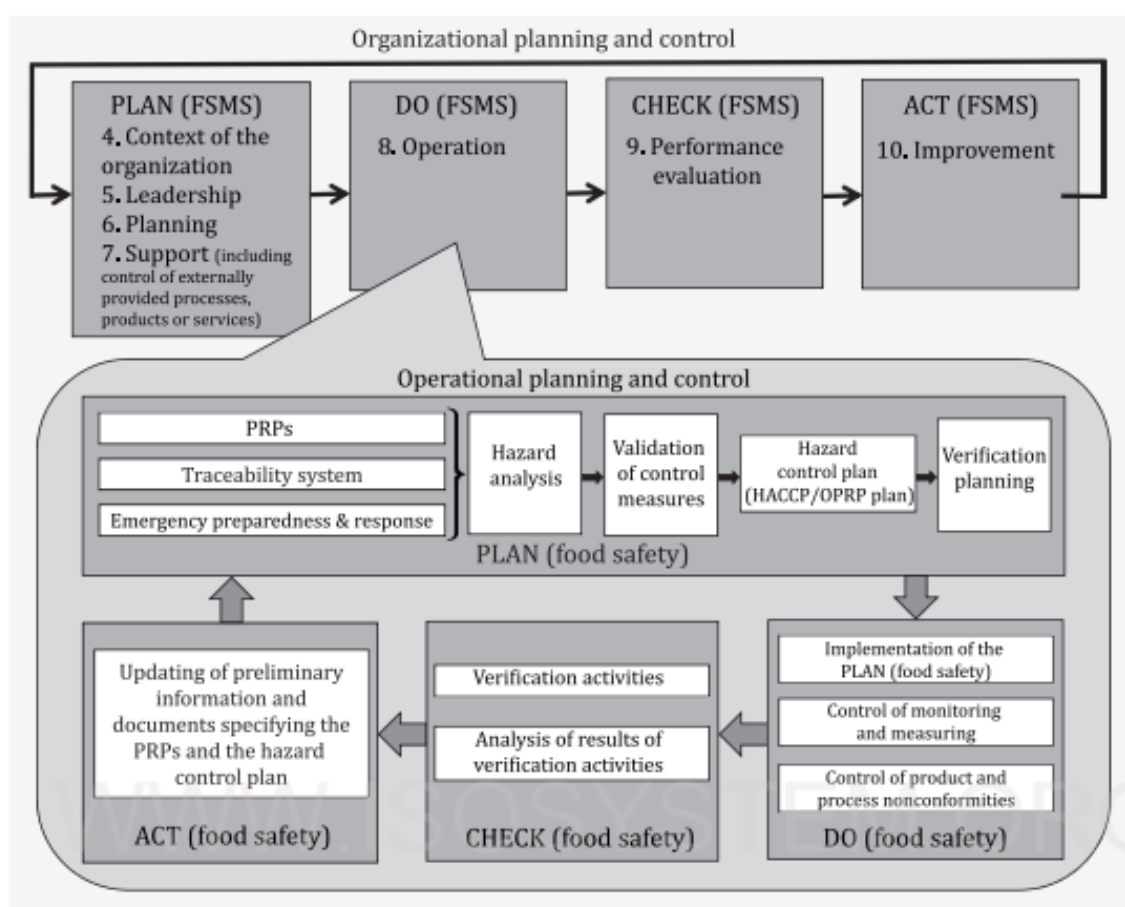 Organizational planning and control
PLAN (FSMS)
4. Context of the
organization
5. Leadership
6. Planning
7. Support (including
control of externally
provided processes,
products or services)
DO (FSMS)
8. Operation
CHECK (FSMS)
9. Performance
evaluation
ACT (FSMS)
10. Improvement
Operational planning and control
PRPs
Traceability system
Emergency preparedness & response
Hazard
analysis
Validation
of control
measures
Hazard
control plan
(HACCP/OPRP plan)
Verification
planning
PLAN (food safety)
Implementation of the
PLAN (food safety)
Control of monitoring
and measuring
Control of product and
process nonconformities
DO (food safety)
Verification activities
Analysis of results of
verification activities
CHECK (food safety)
Updating of preliminary
information and
documents specifying the
PRPs and the hazard
control plan
ACT (food safety)
WWW.ISOSYSTEM.ORG